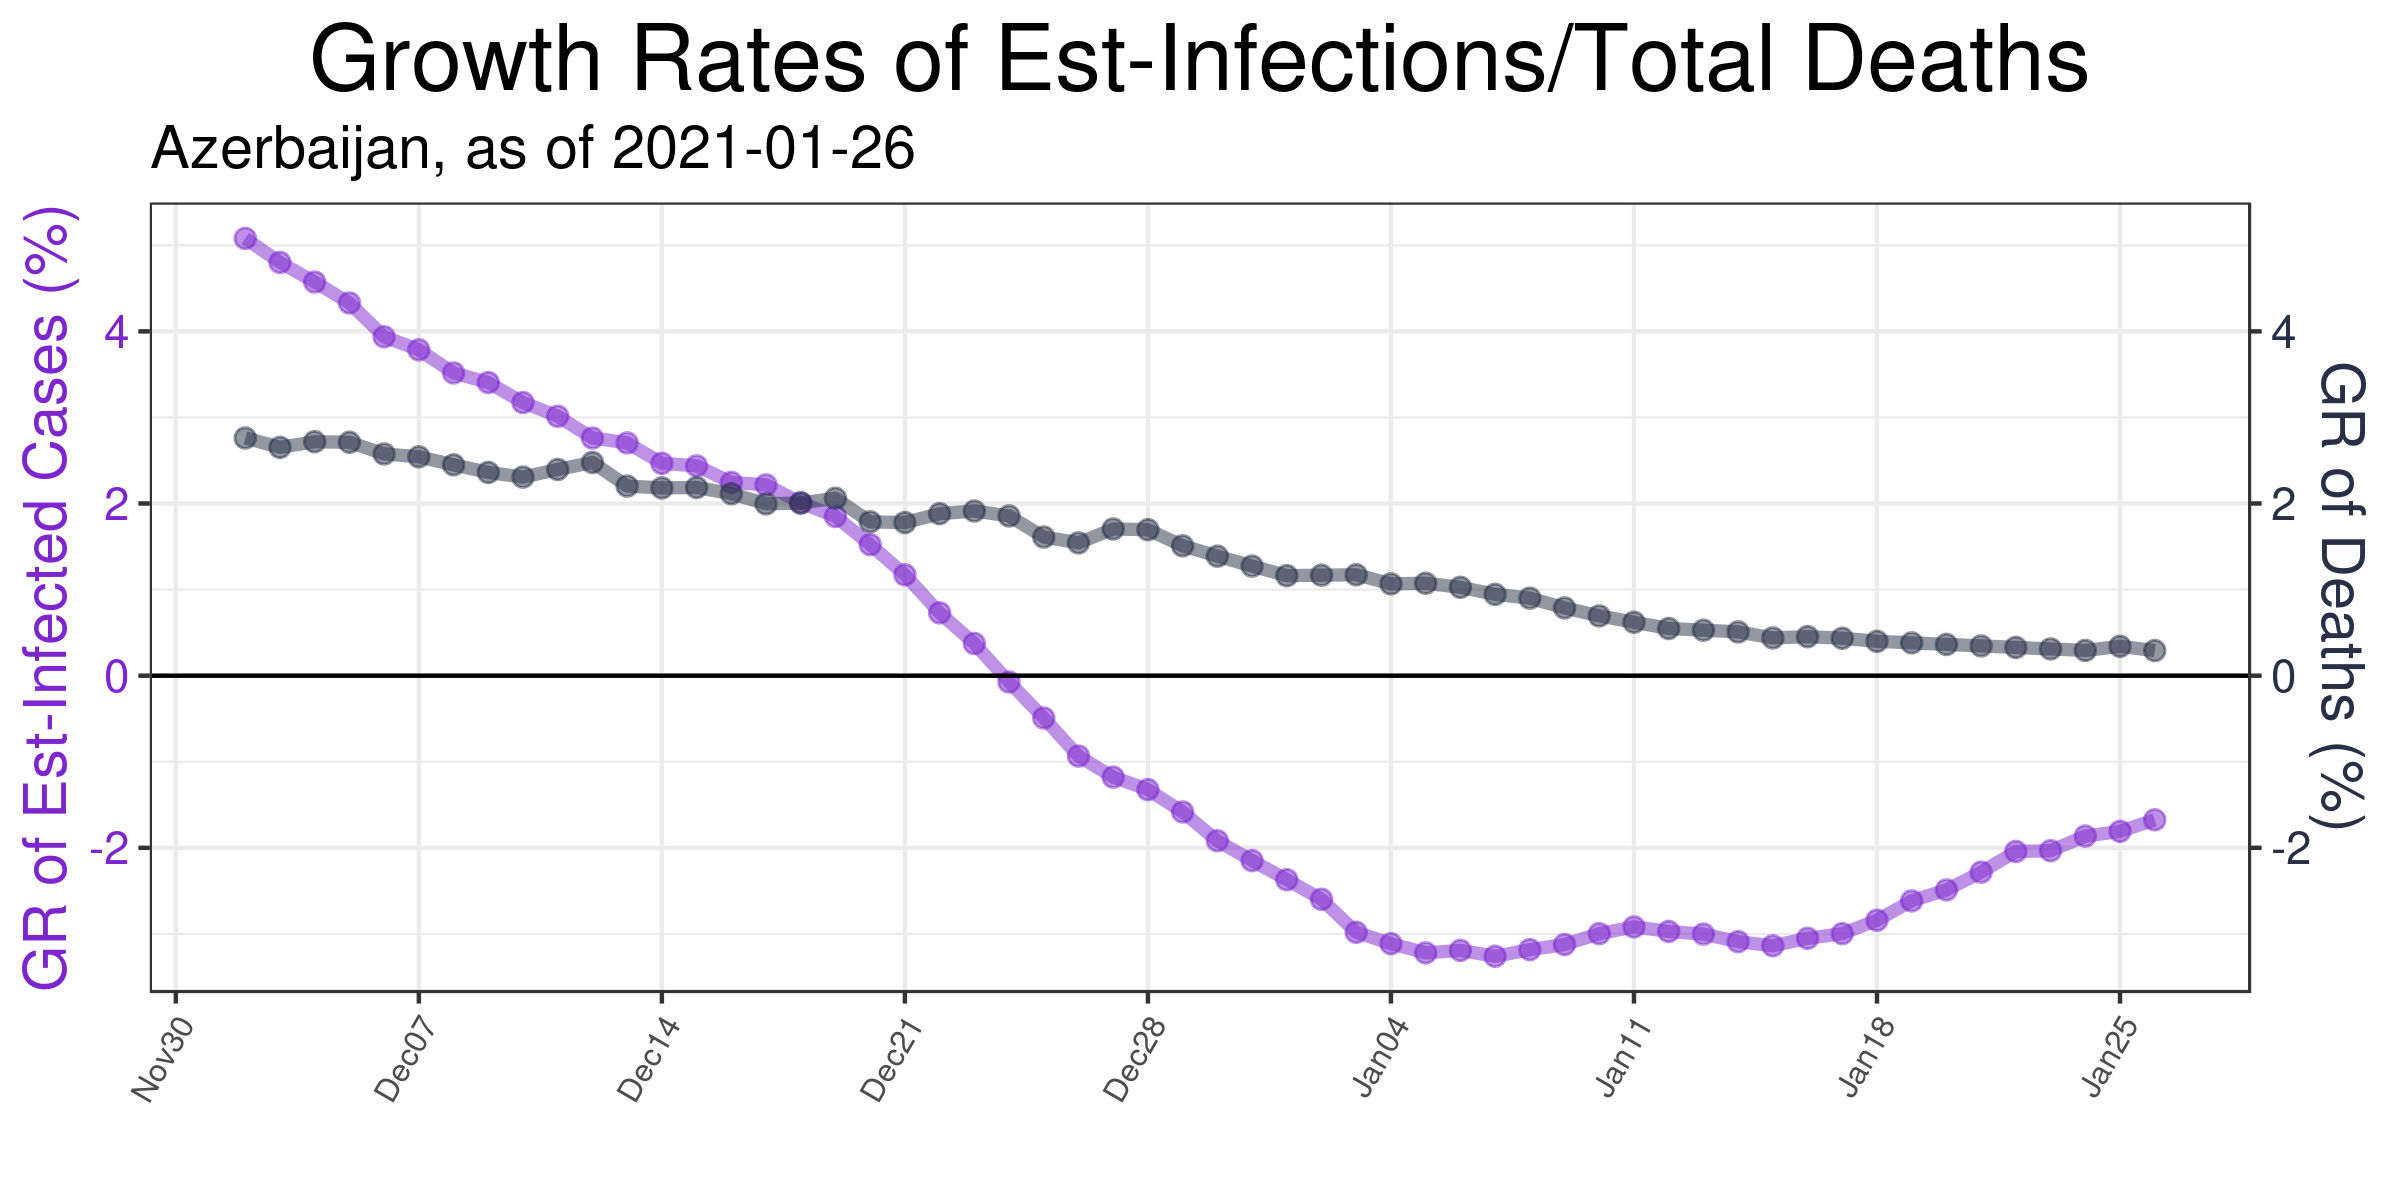 Growth Rates of Est-Infections/Total Deaths
Azerbaijan, as of 2021-01-26
GR of Est-Infected Cases (%)
4
2
0
-2
4
2
0
-2
GR of Deaths (%)
Nov30
Dec07
Dec14
Dec21
Dec28
Jan04
Jan11
Jan18
Jan25